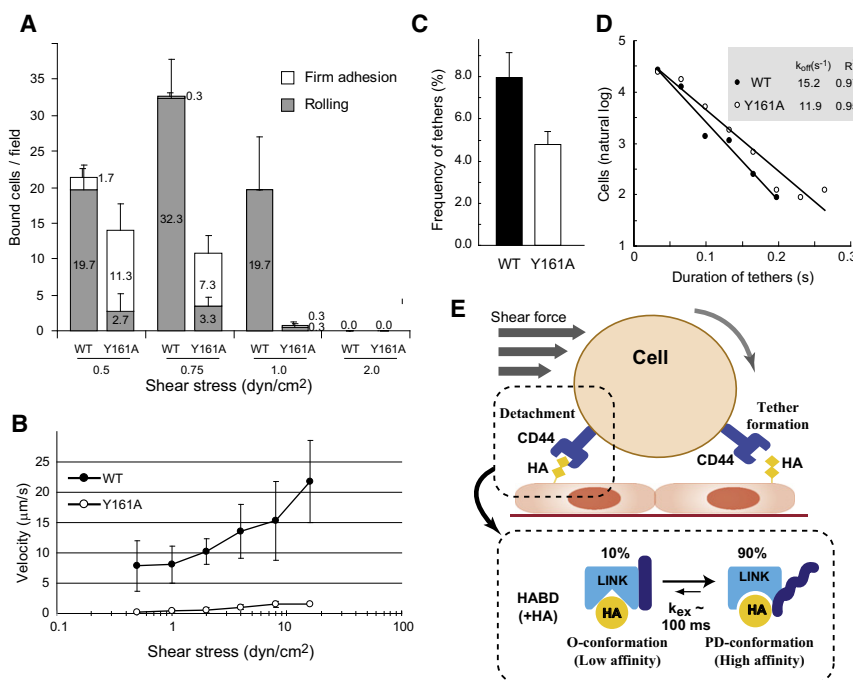 A
Bound cells / field
35
30
25
20
15
10
5
0
Firm adhesion
Rolling
1.7
19.7
11.3
2.7
0.3
32.3
7.3
3.3
19.7
0.3
0.3
0.0
0.0
WT Y161A WT Y161A WT Y161A WT Y161A
0.5 0.75 1.0 2.0
Shear stress (dyn/cm2)
B
Velocity (μm/s)
25
20
15
10
5
0
WT
Y161A
0.1 1 10 100
Shear stress (dyn/cm2)
C
Frequency of tethers (%)
8.0
6.0
4.0
2.0
0.0
WT Y161A
D
Cells (natural log)
5
4
3
2
1
koff(s-1) R
WT 15.2 0.9
Y161A 11.9 0.9
0 0.1 0.2 0.3
Duration of tethers (s)
E
Shear force
Cell
Detachment
CD44
HA
Tether
formation
CD44
HA
10% 90%
HABD
(+HA)
LINK
HA
kex ~
100 ms
LINK
HA
O-conformation
(Low affinity)
PD-conformation
(High affinity)